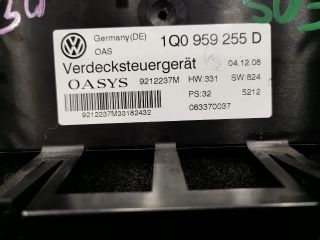 Germany(DE) 1Q0 959 255 D
OAS
Verdecksteuergerät 04.12.08
OASYS 9212237M HW:331 SW:824
PS:32 5212
9212237M33182432 083370037